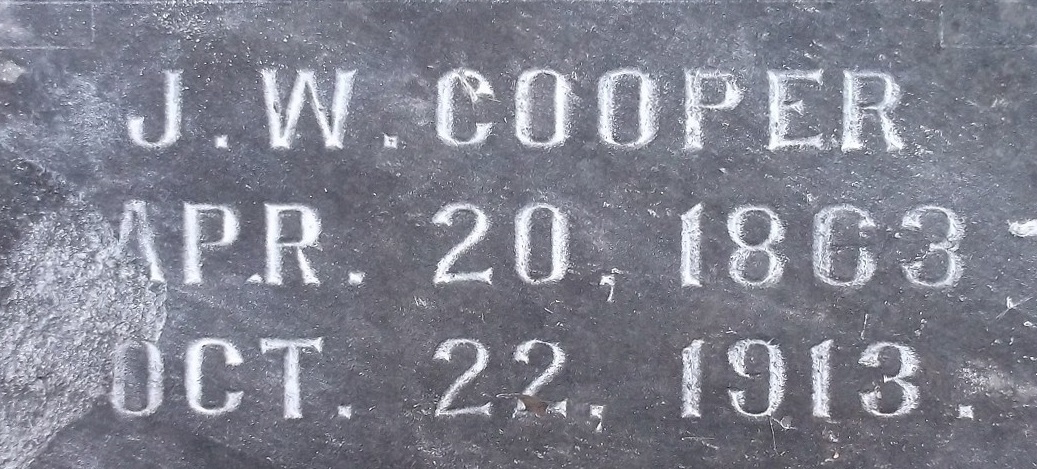 J.W. COOPER
APR. 20, 1863
OCT. 22, 1913.